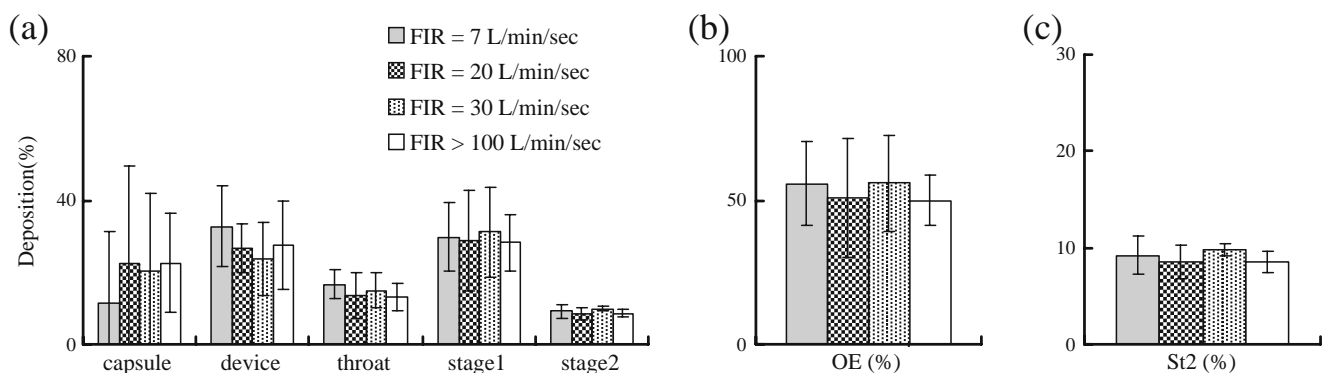 (a)
FIR = 7 L/min/sec
FIR = 20 L/min/sec
FIR = 30 L/min/sec
FIR > 100 L/min/sec
80
40
0
Deposition(%)
capsule device throat stage1 stage2
(b)
100
50
0
OE (%)
(c)
30
20
10
0
St2 (%)